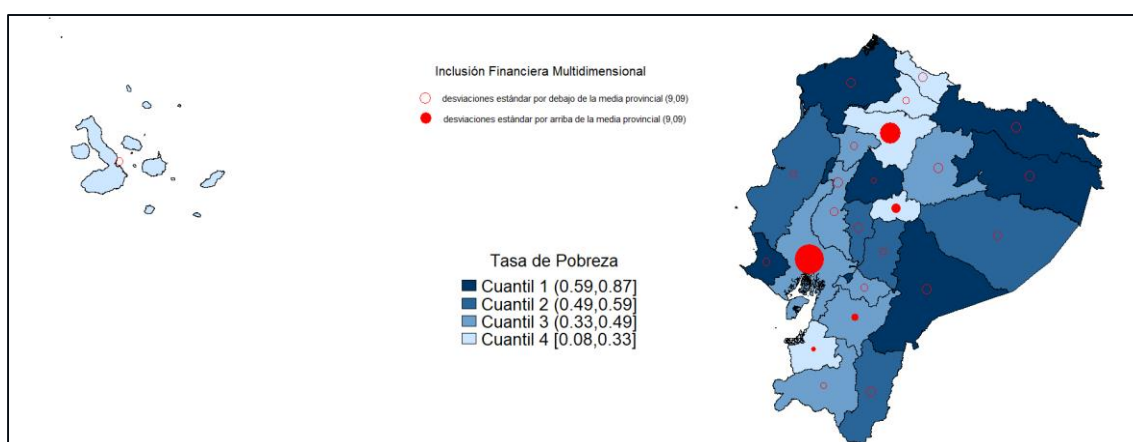 Inclusión Financiera Multidimensional
desviaciones estándar por debajo de la media provincial (9,09)
desviaciones estándar por arriba de la media provincial (9,09)
Tasa de Pobreza
Cuantil 1 (0.59,0.87]
Cuantil 2 (0.49,0.59]
Cuantil 3 (0.33,0.49]
Cuantil 4 [0.08,0.33]